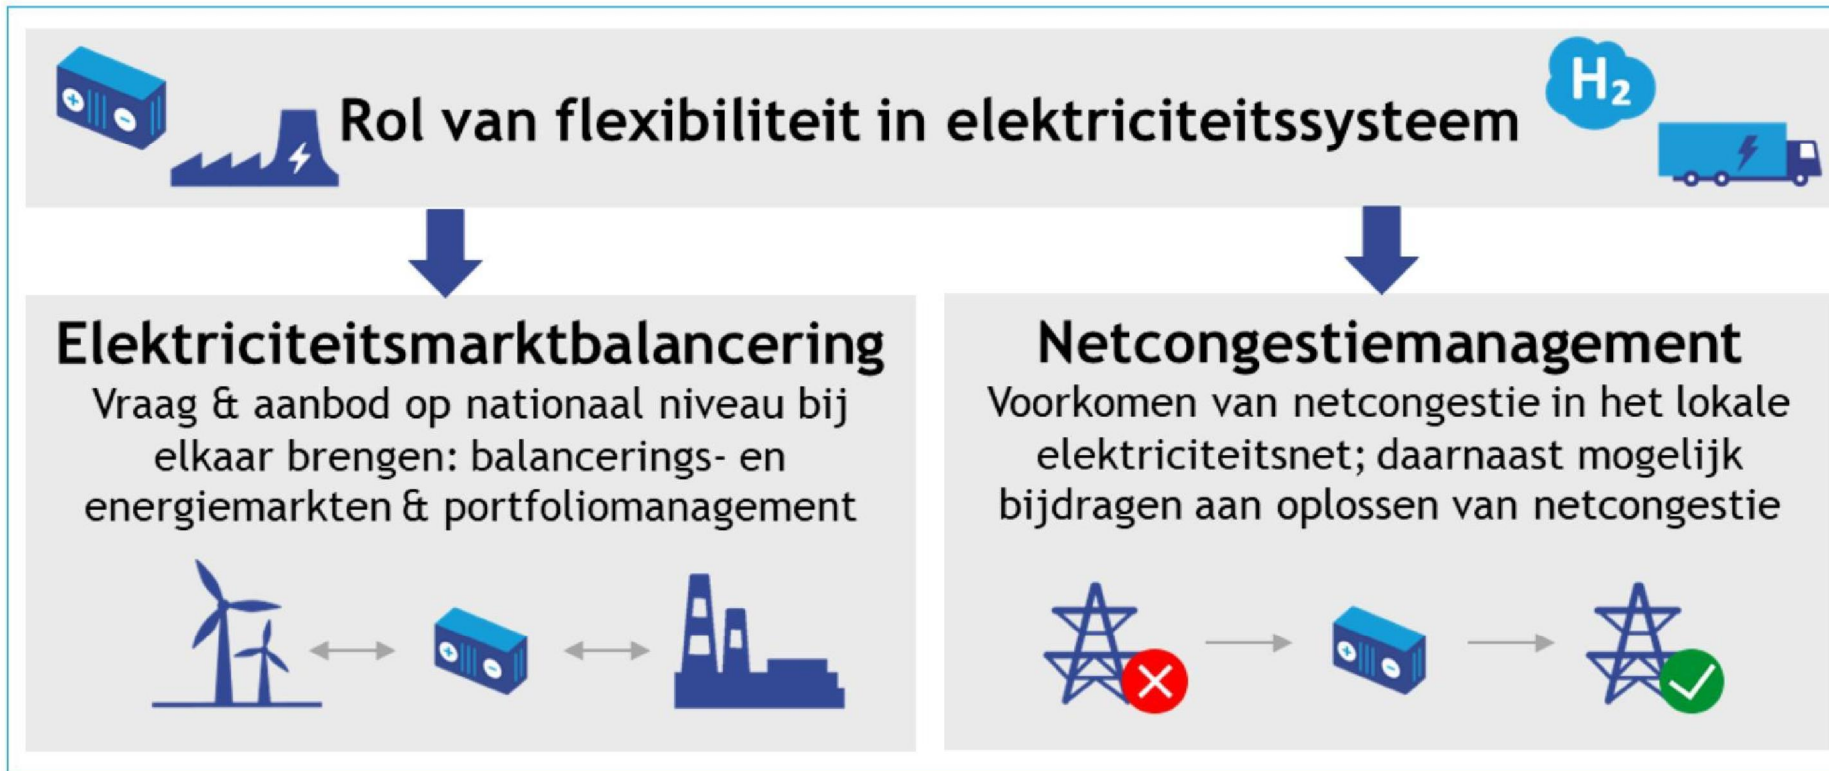 Rol van flexibiliteit in elektriciteitssysteem
H₂
Elektriciteitsmarktbalancering
Vraag & aanbod op nationaal niveau bij
elkaar brengen: balancerings- en
energiemarkten & portfoliomanagement
Netcongestiemanagement
Voorkomen van netcongestie in het lokale
elektriciteitsnet; daarnaast mogelijk
bijdragen aan oplossen van netcongestie